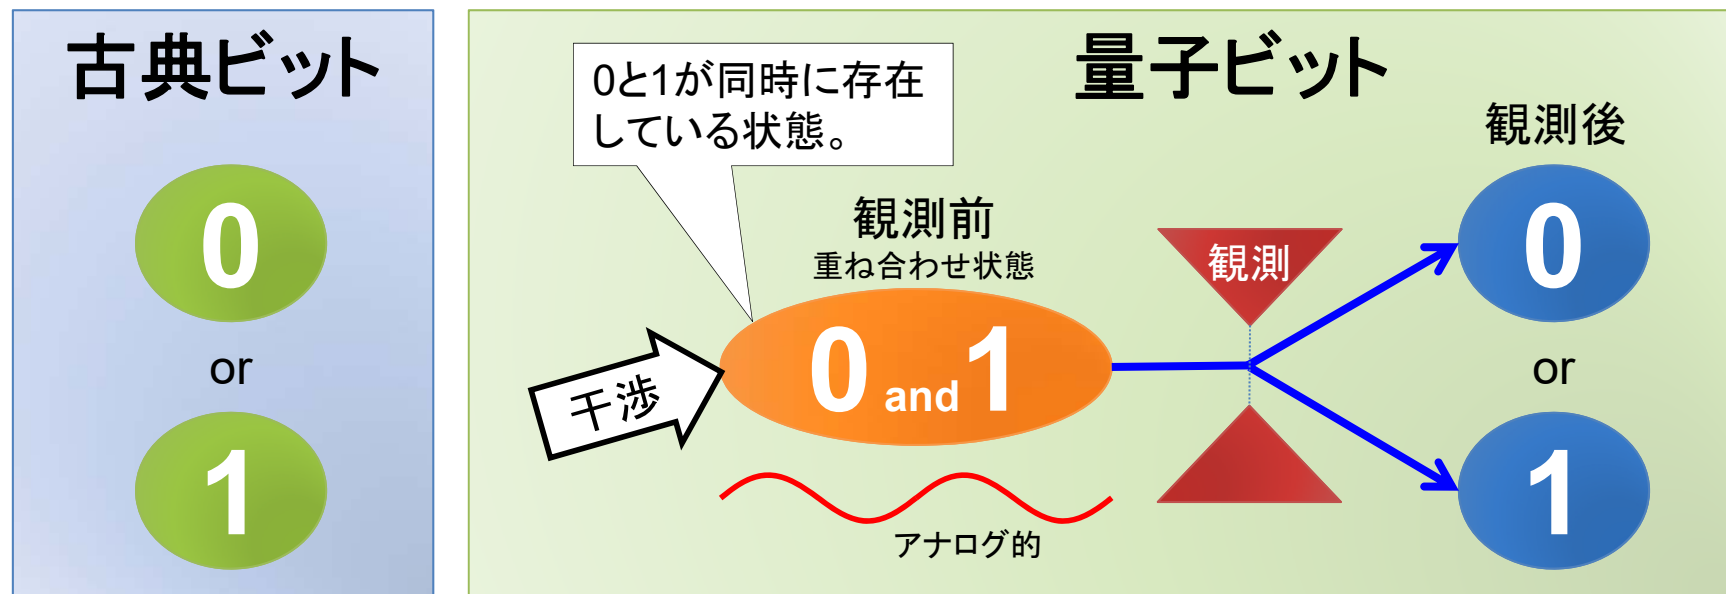 古典ビット
0
or
1
量子ビット
0と1が同時に存在
している状態。
観測前
重ね合わせ状態
干渉
0 and 1
アナログ的
観測
観測後
0
or
1